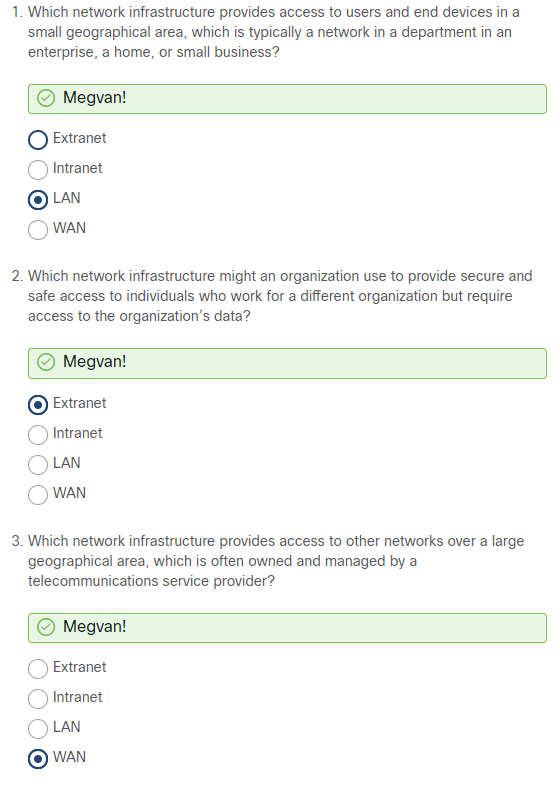 1. Which network infrastructure provides access to users and end devices in a
small geographical area, which is typically a network in a department in an
enterprise, a home, or small business?
Megvan!
Extranet
Intranet
LAN
WAN
2. Which network infrastructure might an organization use to provide secure and
safe access to individuals who work for a different organization but require
access to the organization’s data?
Megvan!
Extranet
Intranet
LAN
WAN
3. Which network infrastructure provides access to other networks over a large
geographical area, which is often owned and managed by a
telecommunications service provider?
Megvan!
Extranet
Intranet
LAN
WAN